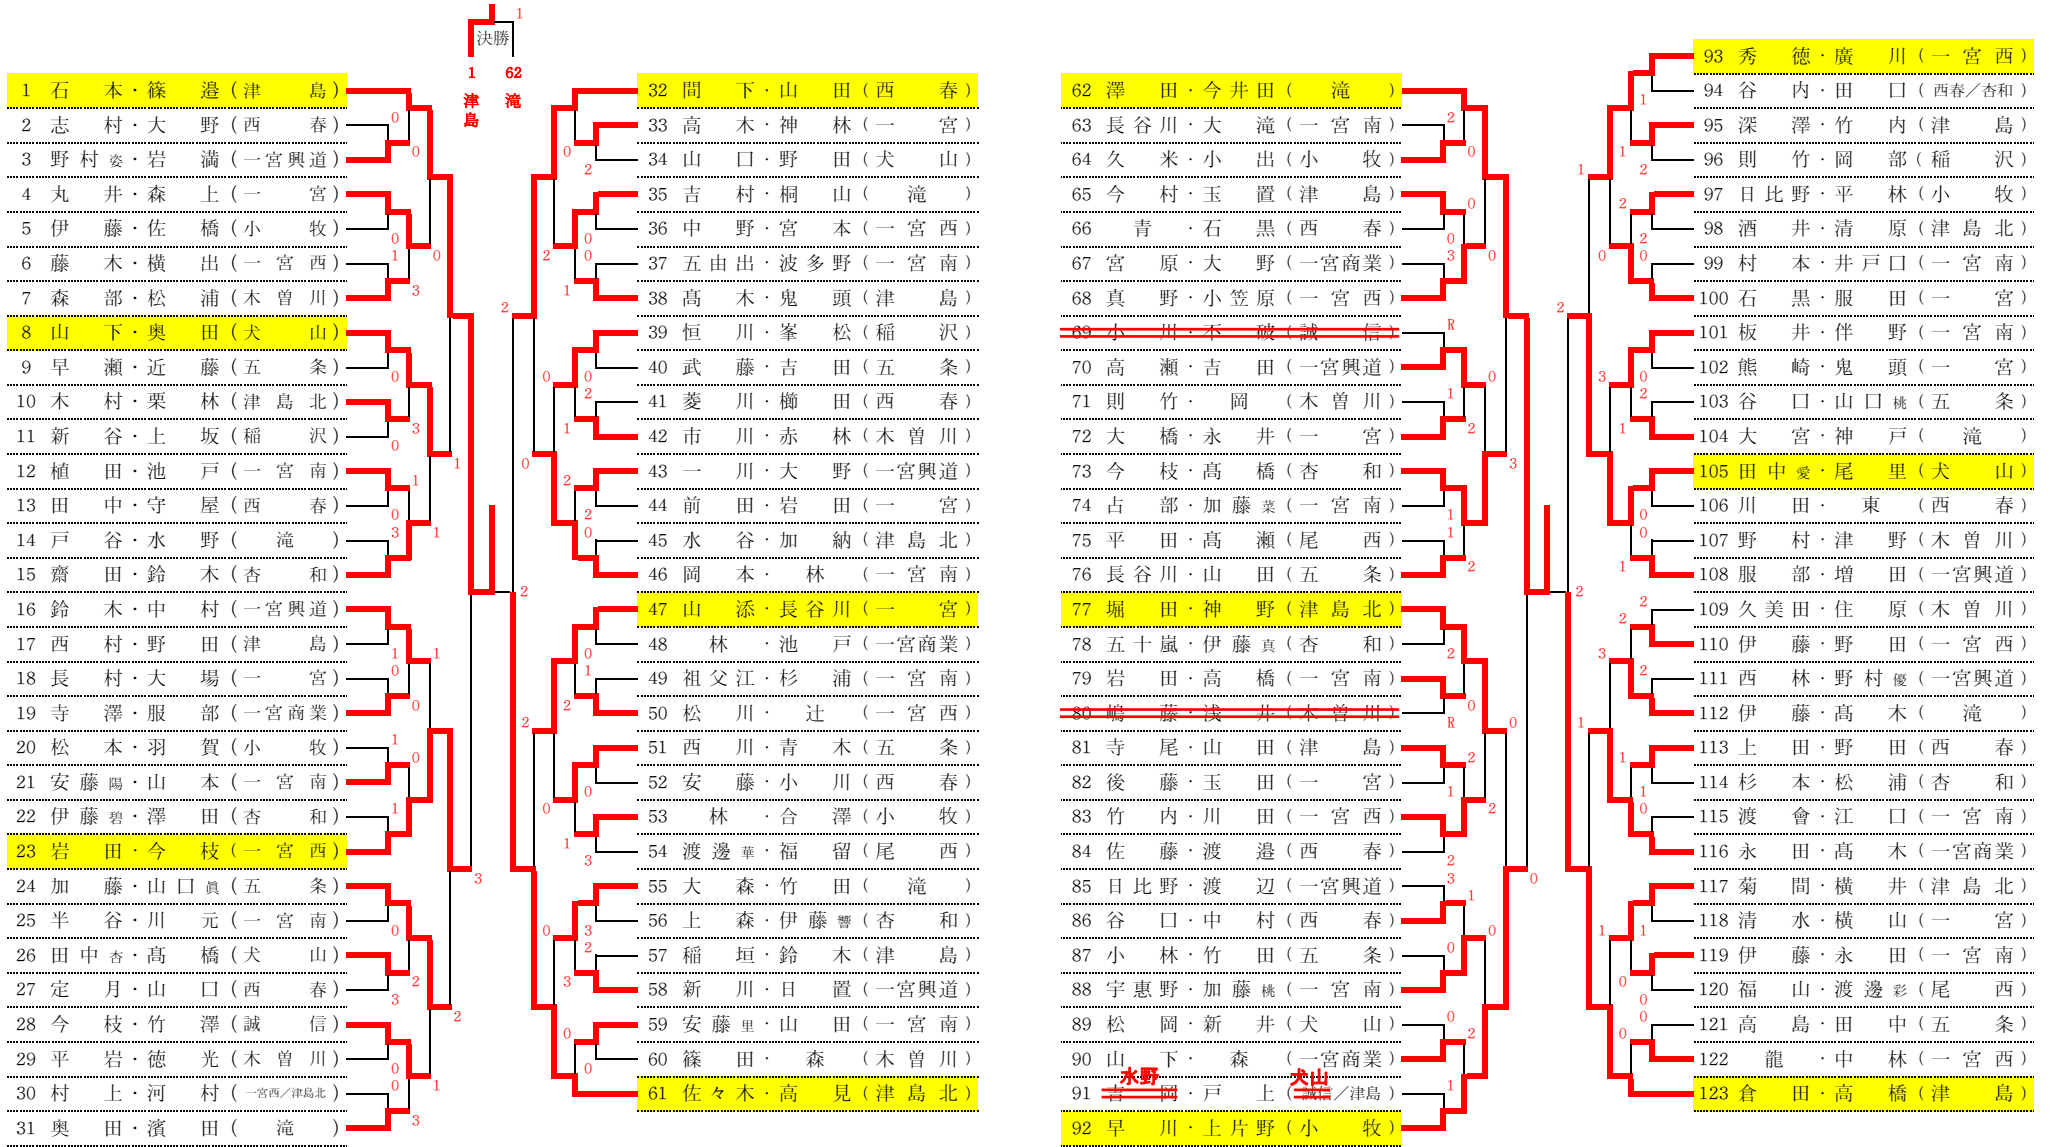 決勝
1
1 62
津島 滝
1 石本・篠邉（津島）
2 志村・大野（西春）
3 野村姿・岩満（一宮興道）
4 丸井・森上（一宮）
5 伊藤・佐橋（小牧）
6 藤木・横出（一宮西）
7 森部・松浦（木曽川）
8 山下・奥田（犬山）
9 早瀬・近藤（五条）
10 木村・栗林（津島北）
11 新谷・上坂（稲沢）
12 植田・池戸（一宮南）
13 田中・守屋（西春）
14 戸谷・水野（滝）
15 齋田・鈴木（杏和）
16 鈴木・中村（一宮興道）
17 西村・野田（津島）
18 長村・大場（一宮）
19 寺澤・服部（一宮商業）
20 松本・羽賀（小牧）
21 安藤陽・山本（一宮南）
22 伊藤碧・澤田（杏和）
23 岩田・今枝（一宮西）
24 加藤・山口眞（五条）
25 半谷・川元（一宮南）
26 田中杏・髙橋（犬山）
27 定月・山口（西春）
28 今枝・竹澤（誠信）
29 平岩・徳光（木曽川）
30 村上・河村（一宮西／津島北）
31 奥田・濱田（滝）
32 間下・山田（西春）
33 高木・神林（一宮）
34 山口・野田（犬山）
35 吉村・桐山（滝）
36 中野・宮本（一宮西）
37 五由出・波多野（一宮南）
38 髙木・鬼頭（津島）
39 恒川・峯松（稲沢）
40 武藤・吉田（五条）
41 菱川・櫛田（西春）
42 市川・赤林（木曽川）
43 一川・大野（一宮興道）
44 前田・岩田（一宮）
45 水谷・加納（津島北）
46 岡本・林（一宮南）
47 山添・長谷川（一宮）
48 林・池戸（一宮商業）
49 祖父江・杉浦（一宮南）
50 松川・辻（一宮西）
51 西川・青木（五条）
52 安藤・小川（西春）
53 林・合澤（小牧）
54 渡邊華・福留（尾西）
55 大森・竹田（滝）
56 上森・伊藤響（杏和）
57 稲垣・鈴木（津島）
58 新川・日置（一宮興道）
59 安藤里・山田（一宮南）
60 篠田・森（木曽川）
61 佐々木・高見（津島北）
62 澤田・今井田（滝）
63 長谷川・大滝（一宮南）
64 久米・小出（小牧）
65 今村・玉置（津島）
66 青・石黒（西春）
67 宮原・大野（一宮商業）
68 真野・小笠原（一宮西）
69 小川・不破（誠信）
70 高瀬・吉田（一宮興道）
71 則竹・岡（木曽川）
72 大橋・永井（一宮）
73 今枝・髙橋（杏和）
74 占部・加藤菜（一宮南）
75 平田・髙瀬（尾西）
76 長谷川・山田（五条）
77 堀田・神野（津島北）
78 五十嵐・伊藤真（杏和）
79 岩田・高橋（一宮南）
80 嶋藤・浅井（木曽川）
81 寺尾・山田（津島）
82 後藤・玉田（一宮）
83 竹内・川田（一宮西）
84 佐藤・渡邉（西春）
85 日比野・渡辺（一宮興道）
86 谷口・中村（西春）
87 小林・竹田（五条）
88 宇惠野・加藤桃（一宮南）
89 松岡・新井（犬山）
90 山下・森（一宮商業）
水野 犬山
91 吉岡・戸上（誠信／津島）
92 早川・上片野（小牧）
93 秀徳・廣川（一宮西）
94 谷内・田口（西春／杏和）
95 深澤・竹内（津島）
96 則竹・岡部（稲沢）
97 日比野・平林（小牧）
98 酒井・清原（津島北）
99 村本・井戸口（一宮南）
100 石黒・服田（一宮）
101 板井・伴野（一宮南）
102 熊崎・鬼頭（一宮）
103 谷口・山口桃（五条）
104 大宮・神戸（滝）
105 田中愛・尾里（犬山）
106 川田・東（西春）
107 野村・津野（木曽川）
108 服部・増田（一宮興道）
109 久美田・住原（木曽川）
110 伊藤・野田（一宮西）
111 西林・野村優（一宮興道）
112 伊藤・髙木（滝）
113 上田・野田（西春）
114 杉本・松浦（杏和）
115 渡會・江口（一宮南）
116 永田・髙木（一宮商業）
117 菊間・横井（津島北）
118 清水・横山（一宮）
119 伊藤・永田（一宮南）
120 福山・渡邊彩（尾西）
121 高島・田中（五条）
122 龍・中林（一宮西）
123 倉田・高橋（津島）